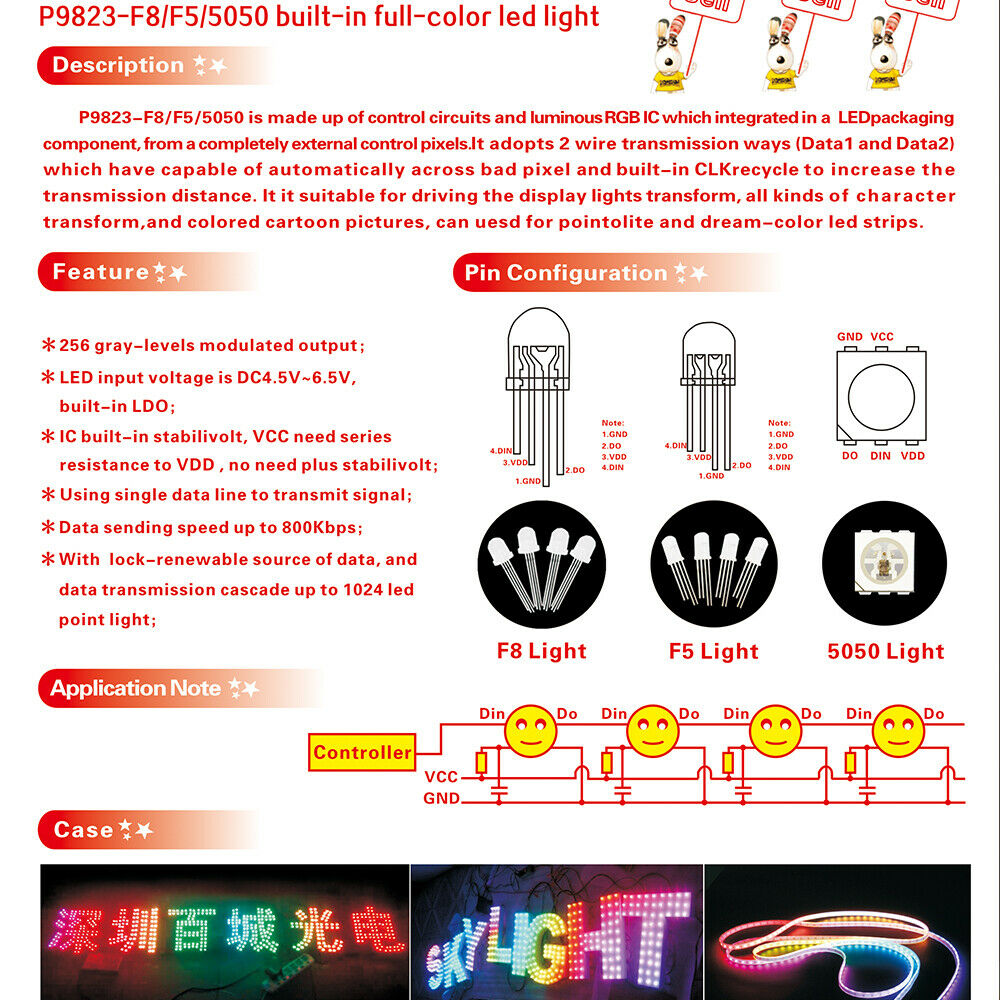 P9823-F8/F5/5050 built-in full-color led light
Description
P9823-F8/F5/5050 is made up of control circuits and luminous RGB IC which integrated in a LEDpackaging
component, from a completely external control pixels.It adopts 2 wire transmission ways (Data1 and Data2)
which have capable of automatically across bad pixel and built-in CLKrecycle to increase the
transmission distance. It it suitable for driving the display lights transform, all kinds of character
transform,and colored cartoon pictures, can uesd for pointolite and dream-color led strips.
Feature
＊256 gray-levels modulated output;
＊LED input voltage is DC4.5V~6.5V,
built-in LDO;
＊IC built-in stabilivolt, VCC need series
resistance to VDD , no need plus stabilivolt;
＊Using single data line to transmit signal;
＊Data sending speed up to 800Kbps;
＊With lock-renewable source of data, and
data transmission cascade up to 1024 led
point light;
Pin Configuration
4.DIN
3.VDD
2.DO
1.GND
Note:
1.GND
2.DO
3.VDD
4.DIN
4.DIN
3.VDD
2.DO
1.GND
Note:
1.GND
2.DO
3.VDD
4.DIN
GND VCC
DO DIN VDD
F8 Light
F5 Light
5050 Light
Application Note
Controller
Din Do Din Do Din Do Din Do
VCC
GND
Case
深圳百城光电
SKYLIGHT